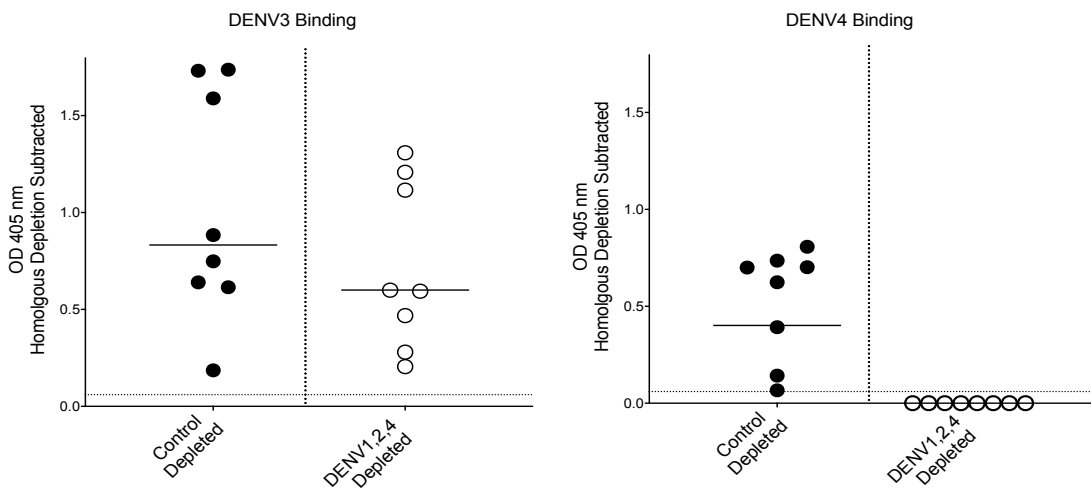 DENV3 Binding
OD 405 nm
Homolgous Depletion Subtracted
1.5
1.0
0.5
0.0
Control
Depleted
DENV1,2,4
Depleted
DENV4 Binding
OD 405 nm
Homolgous Depletion Subtracted
1.5
1.0
0.5
0.0
Control
Depleted
DENV1,2,4
Depleted